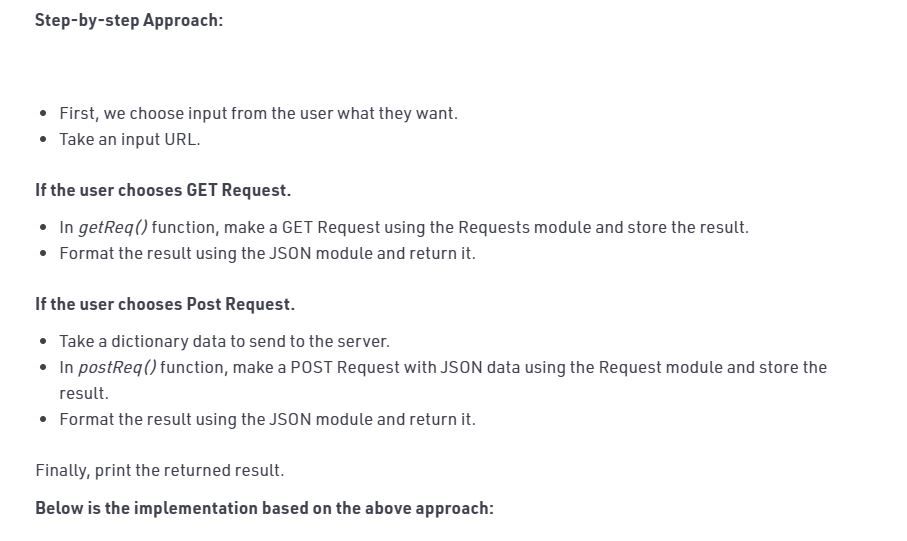 Step-by-step Approach:
• First, we choose input from the user what they want.
• Take an input URL.
If the user chooses GET Request.
• In getReq() function, make a GET Request using the Requests module and store the result.
• Format the result using the JSON module and return it.
If the user chooses Post Request.
• Take a dictionary data to send to the server.
• In postReq() function, make a POST Request with JSON data using the Request module and store the
result.
• Format the result using the JSON module and return it.
Finally, print the returned result.
Below is the implementation based on the above approach: